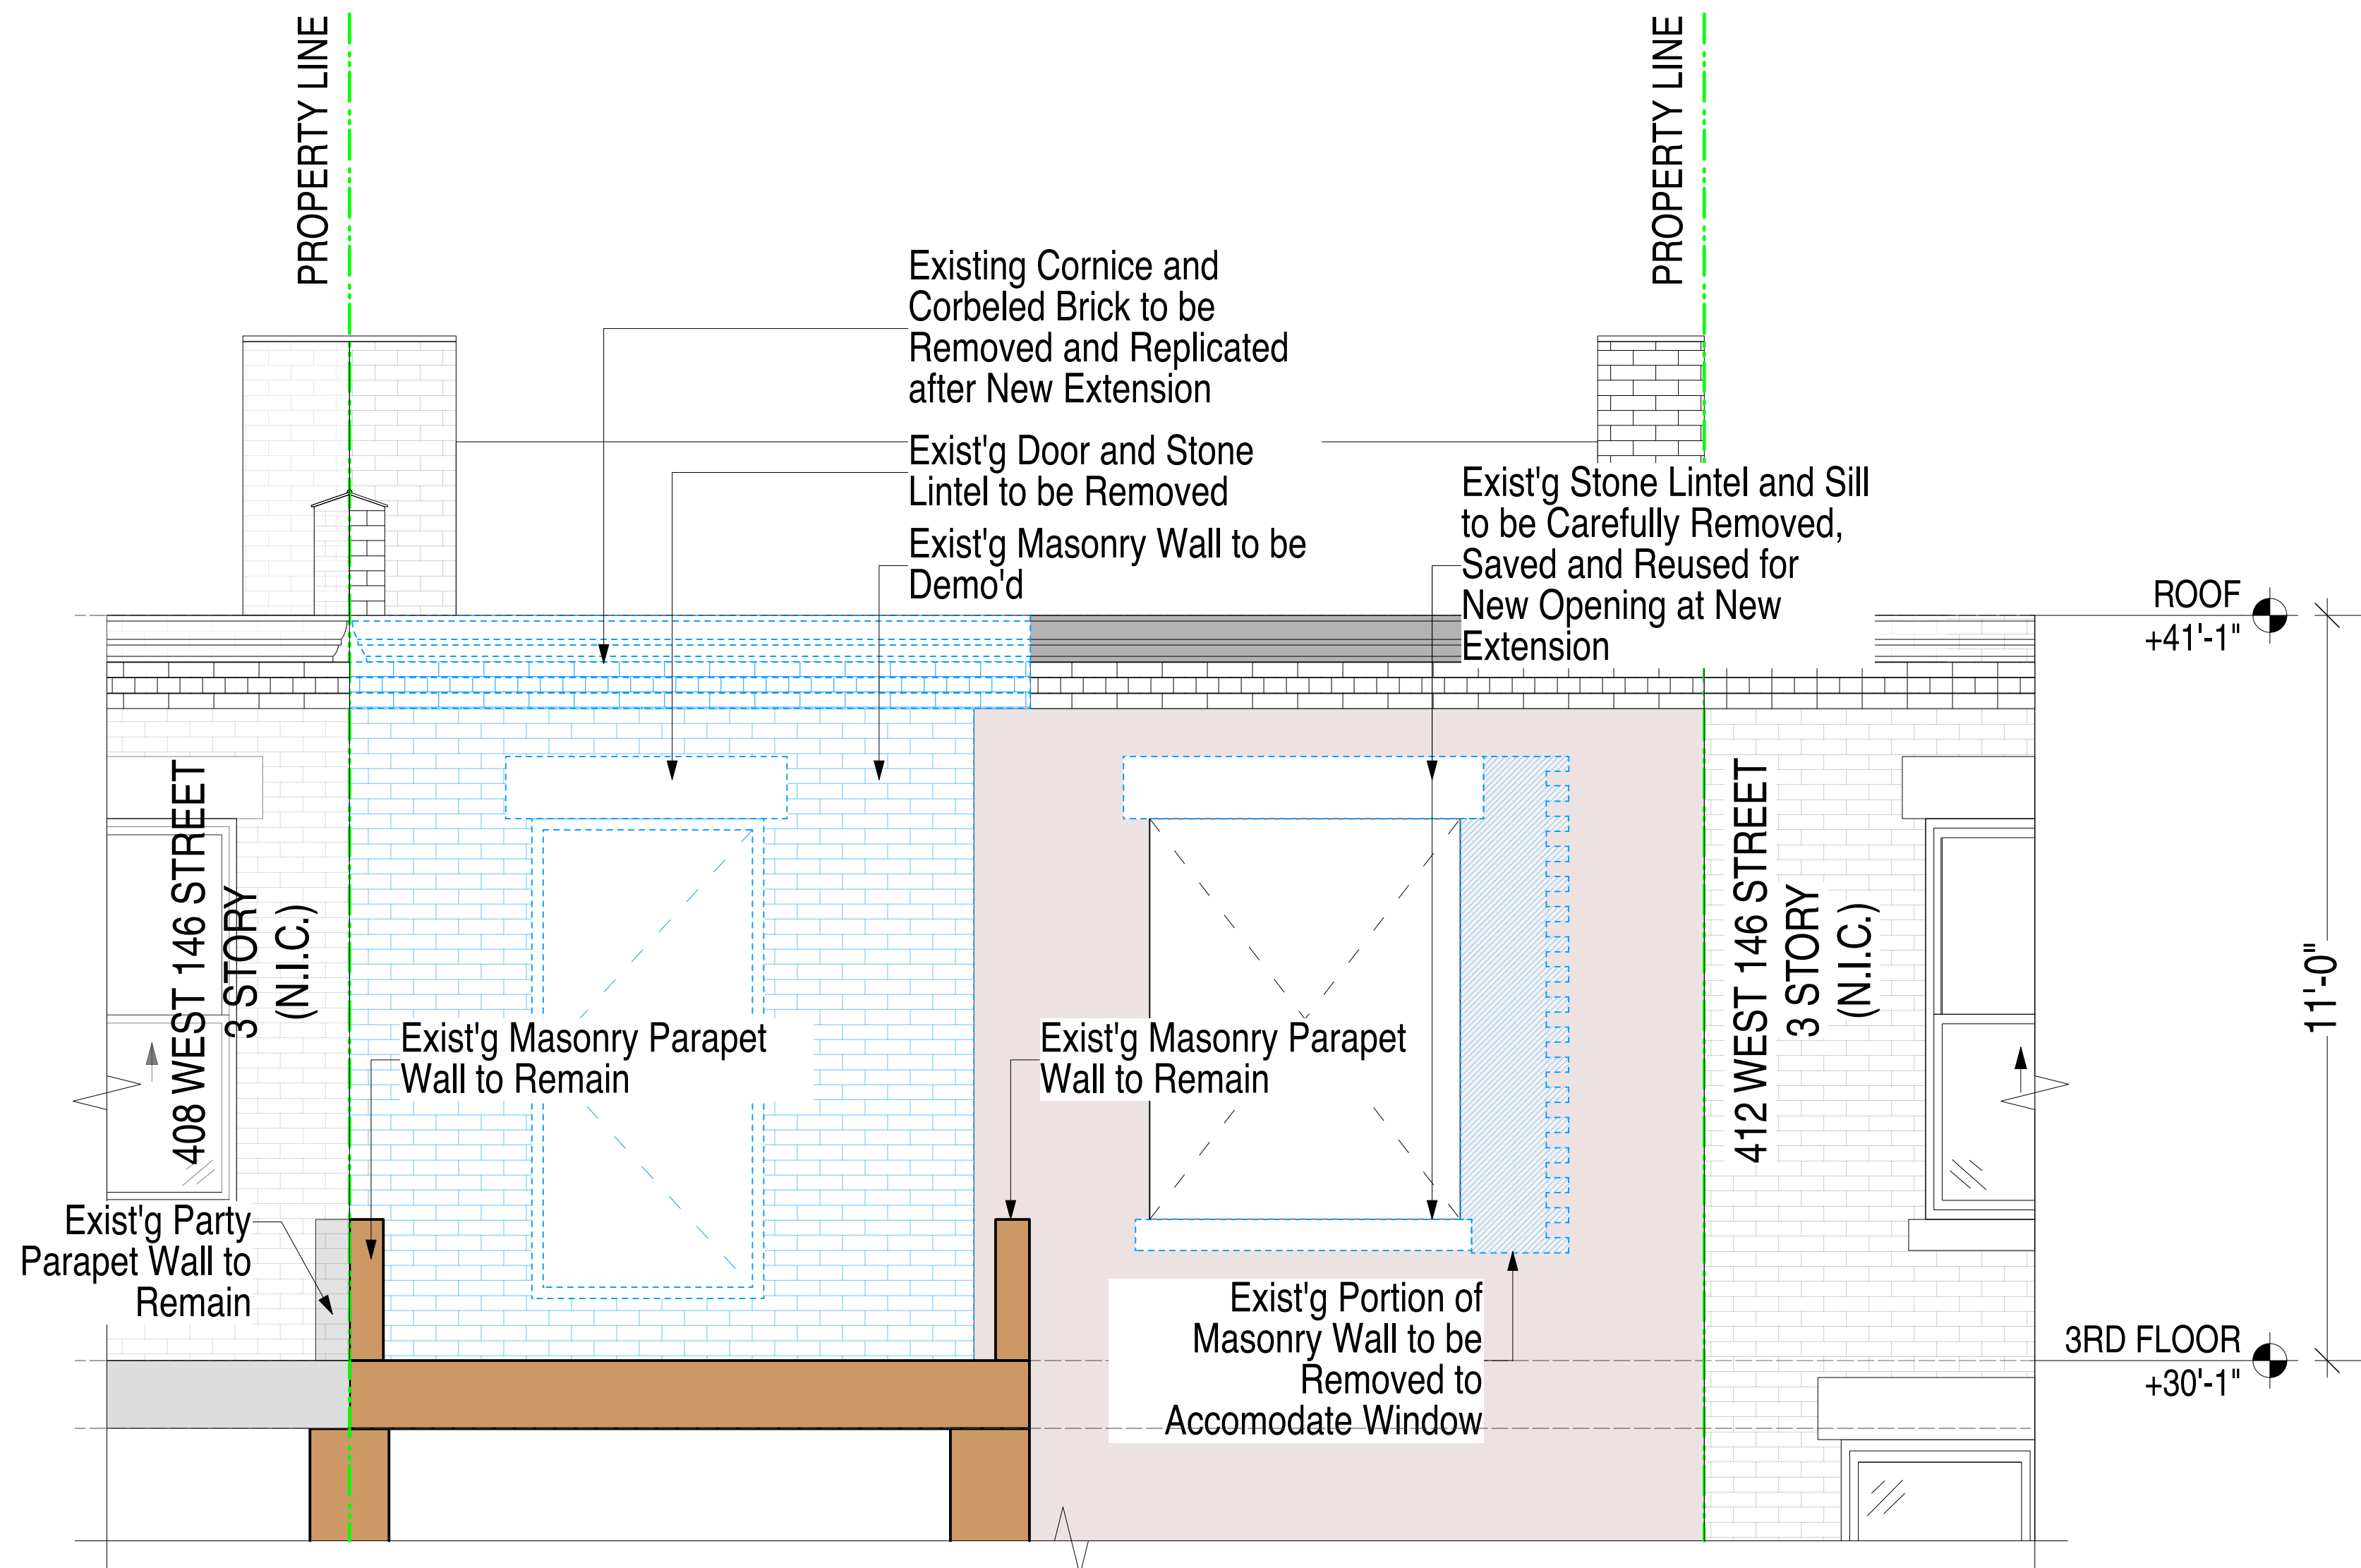 PROPERTY LINE
PROPERTY LINE
Existing Cornice and
Corbeled Brick to be
Removed and Replicated
after New Extension
Exist'g Door and Stone
Lintel to be Removed
Exist'g Masonry Wall to be
Demo'd
Exist'g Stone Lintel and Sill
to be Carefully Removed,
Saved and Reused for
New Opening at New
Extension
ROOF
+41'-1"
408 WEST 146 STREET
3 STORY
(N.I.C.)
412 WEST 146 STREET
3 STORY
(N.I.C.)
11'-0"
Exist'g Masonry Parapet
Wall to Remain
Exist'g Masonry Parapet
Wall to Remain
Exist'g Party
Parapet Wall to
Remain
Exist'g Portion of
Masonry Wall to be
Removed to
Accomodate Window
3RD FLOOR
+30'-1"